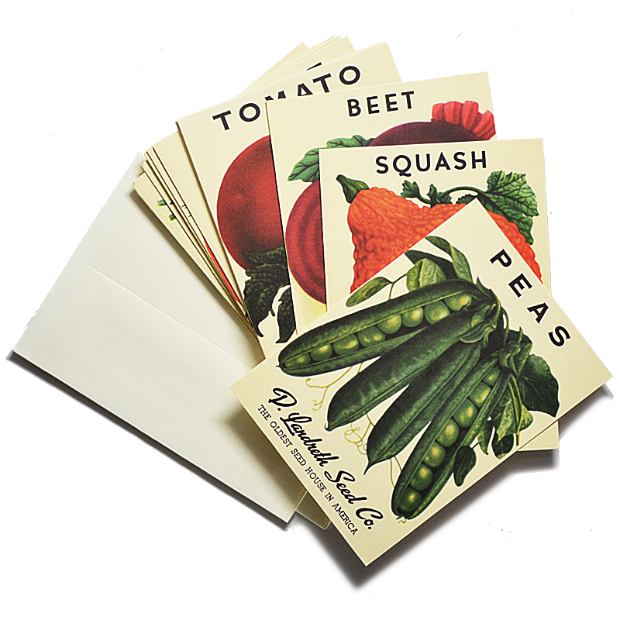 TOMATO
BEET
SQUASH
PEAS
D. Landreth Seed Co.
THE OLDEST SEED HOUSE IN AMERICA